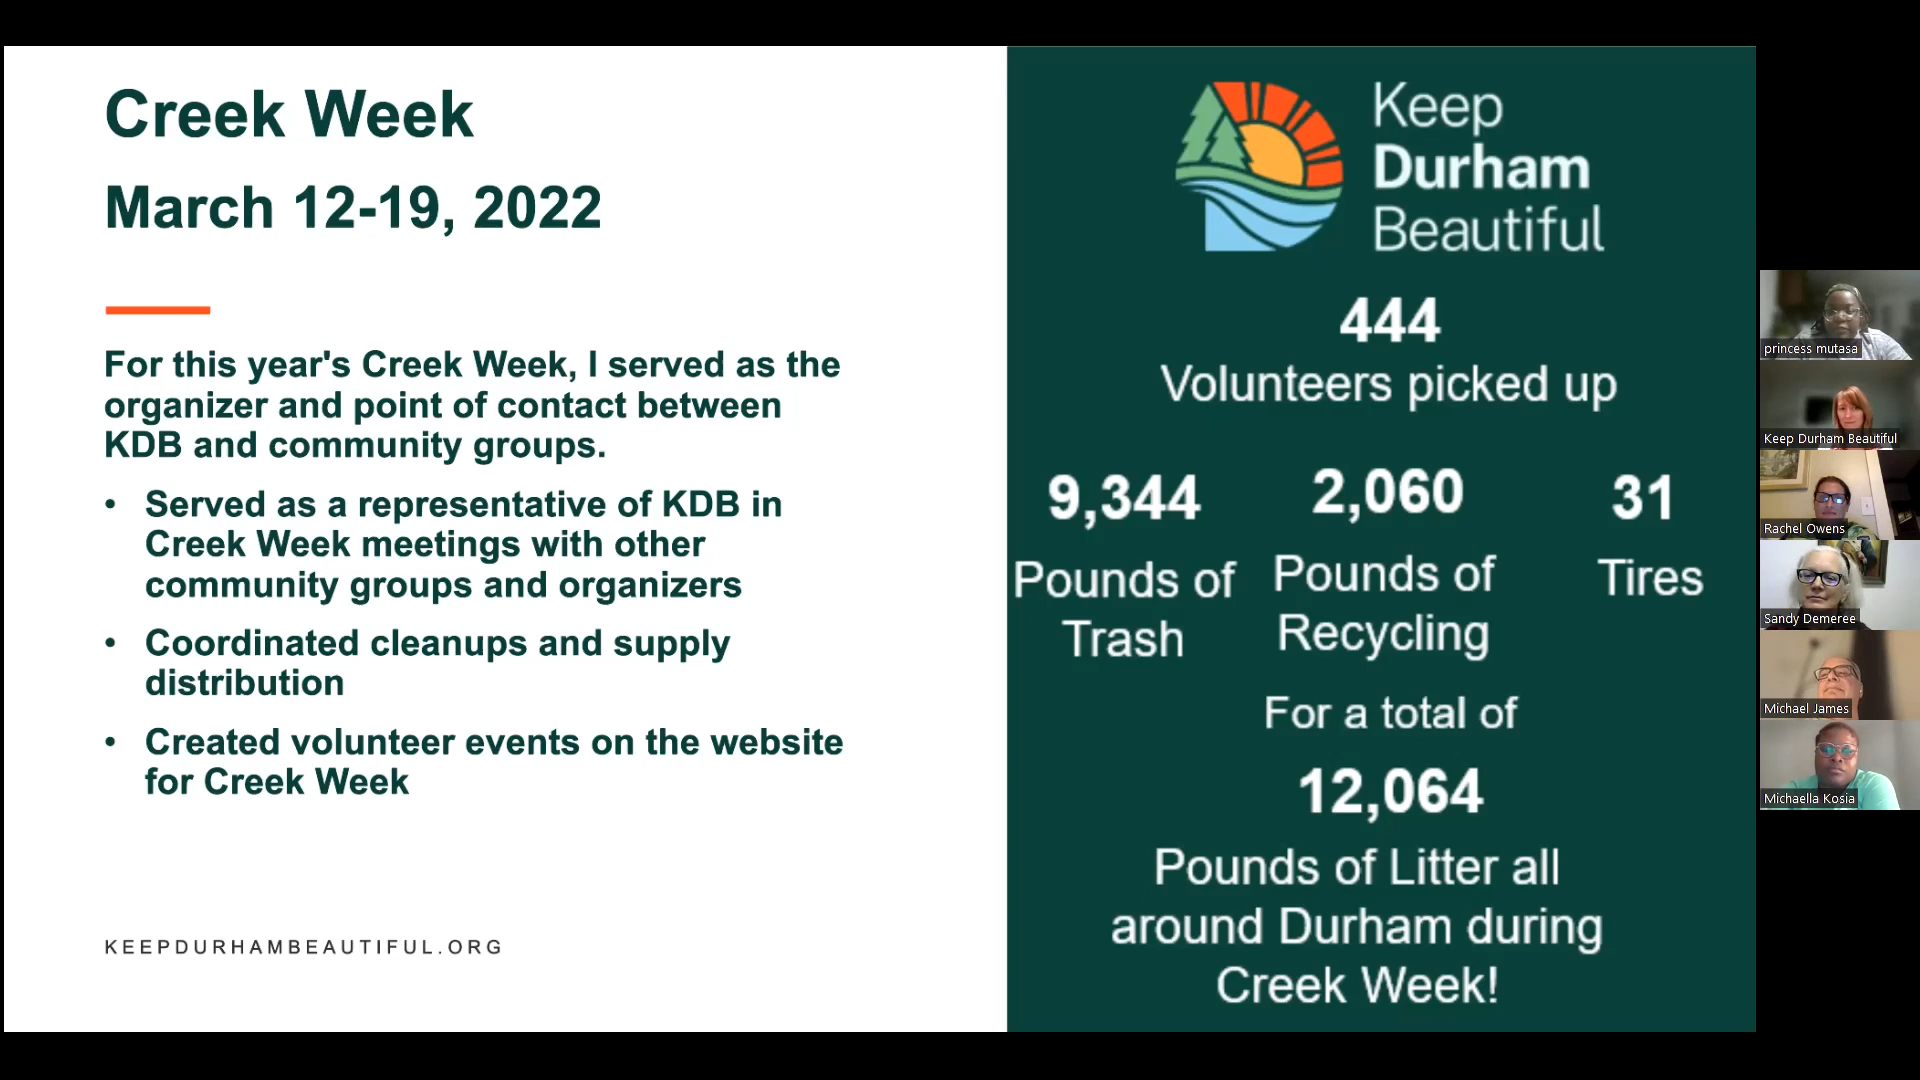 Creek Week
March 12-19, 2022
For this year's Creek Week, I served as the
organizer and point of contact between
KDB and community groups.
• Served as a representative of KDB in
Creek Week meetings with other
community groups and organizers
• Coordinated cleanups and supply
distribution
• Created volunteer events on the website
for Creek Week
KEEPDURHAMBEAUTIFUL.ORG
Keep
Durham
Beautiful
444
Volunteers picked up
9,344
Pounds of
Trash
2,060
Pounds of
Recycling
31
Tires
For a total of
12,064
Pounds of Litter all
around Durham during
Creek Week!
princess mutasa
Keep Durham Beautiful
Rachel Owens
Sandy Demeree
Michael James
Michaella Kosia